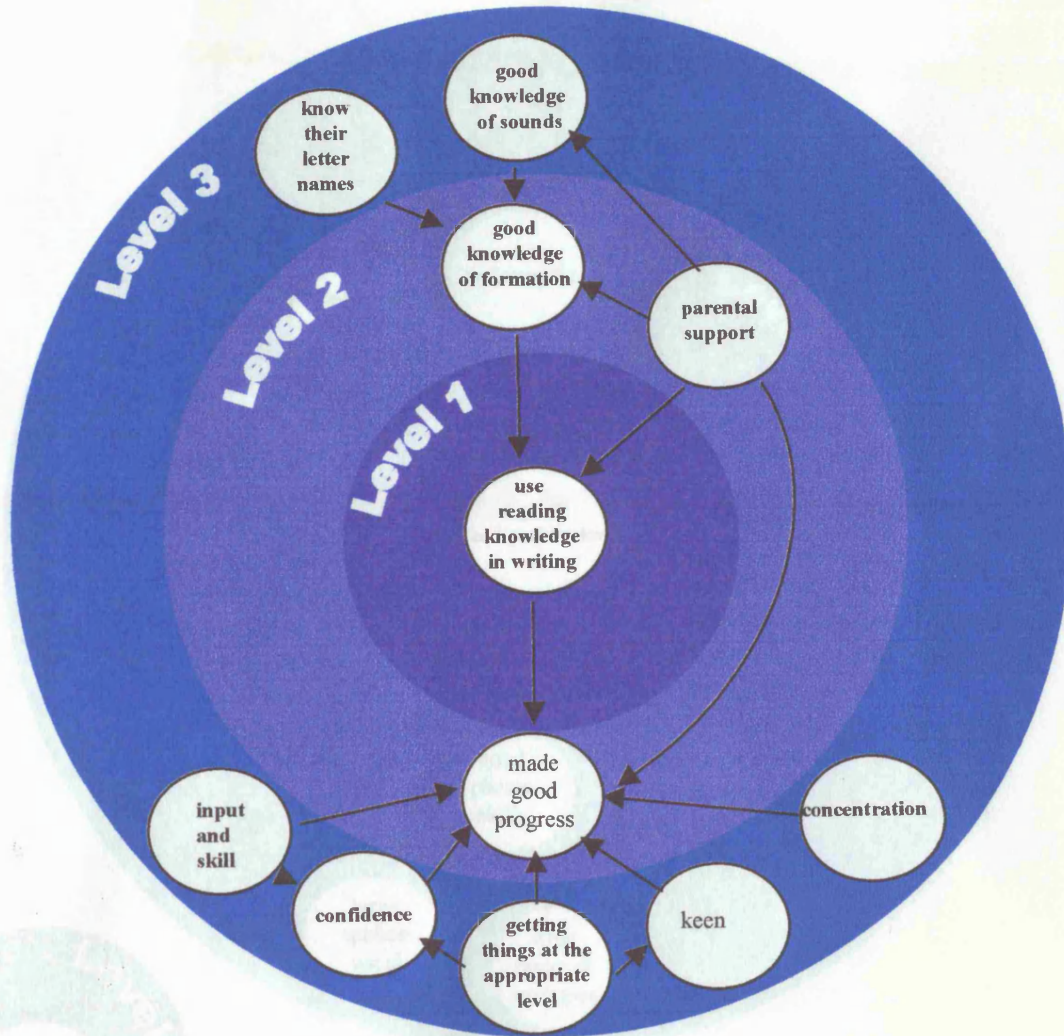 good
knowledge
of sounds
know
their
letter
names
Level 3
good
knowledge
of formation
Level 2
parental
support
Level 1
use
reading
knowledge
in writing
made
good
progress
input
and
skill
concentration
confidence
getting
things at the
appropriate
level
keen